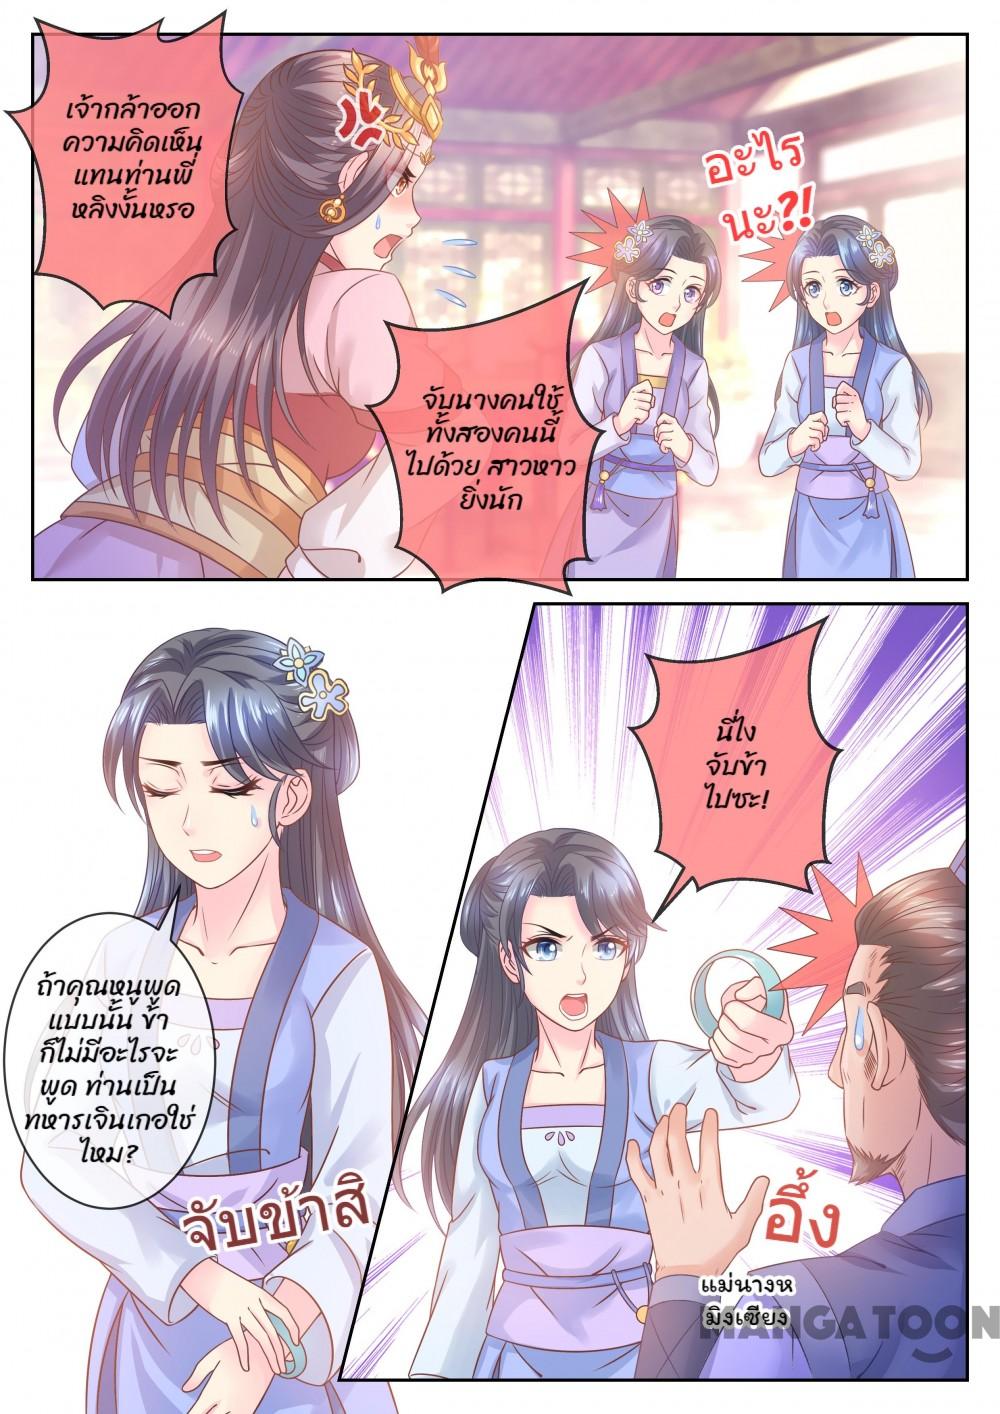 เจ้ากล้าออก
ความคิดเห็น
แทนท่านพี่
หลิงงั้นหรอ
อะไร
นะ?!
จับนางคนใช้
ทั้งสองคนนี้
ไปด้วย สาวหาว
ยิ่งนัก
นี่ไง
จับข้า
ไปซะ!
ถ้าคุณหนูพูด
แบบนั้น ข้า
ก็ไม่มีอะไรจะ
พูด ท่านเป็น
ทหารเจินเกอใช่
ไหม?
จับข้าสิ
อึ้ง
แม่นางห
มิงเซียง
MANGATOON